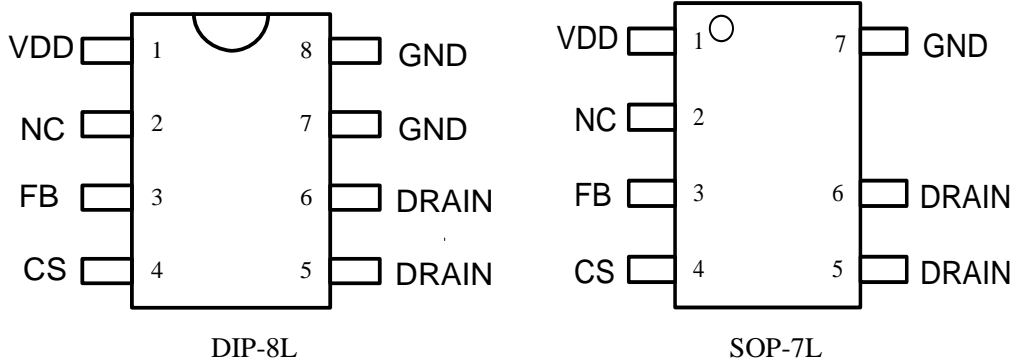 VDD 1 8 GND
NC 2 7 GND
FB 3 6 DRAIN
CS 4 5 DRAIN
DIP-8L
VDD 1 7 GND
NC 2
FB 3 6 DRAIN
CS 4 5 DRAIN
SOP-7L